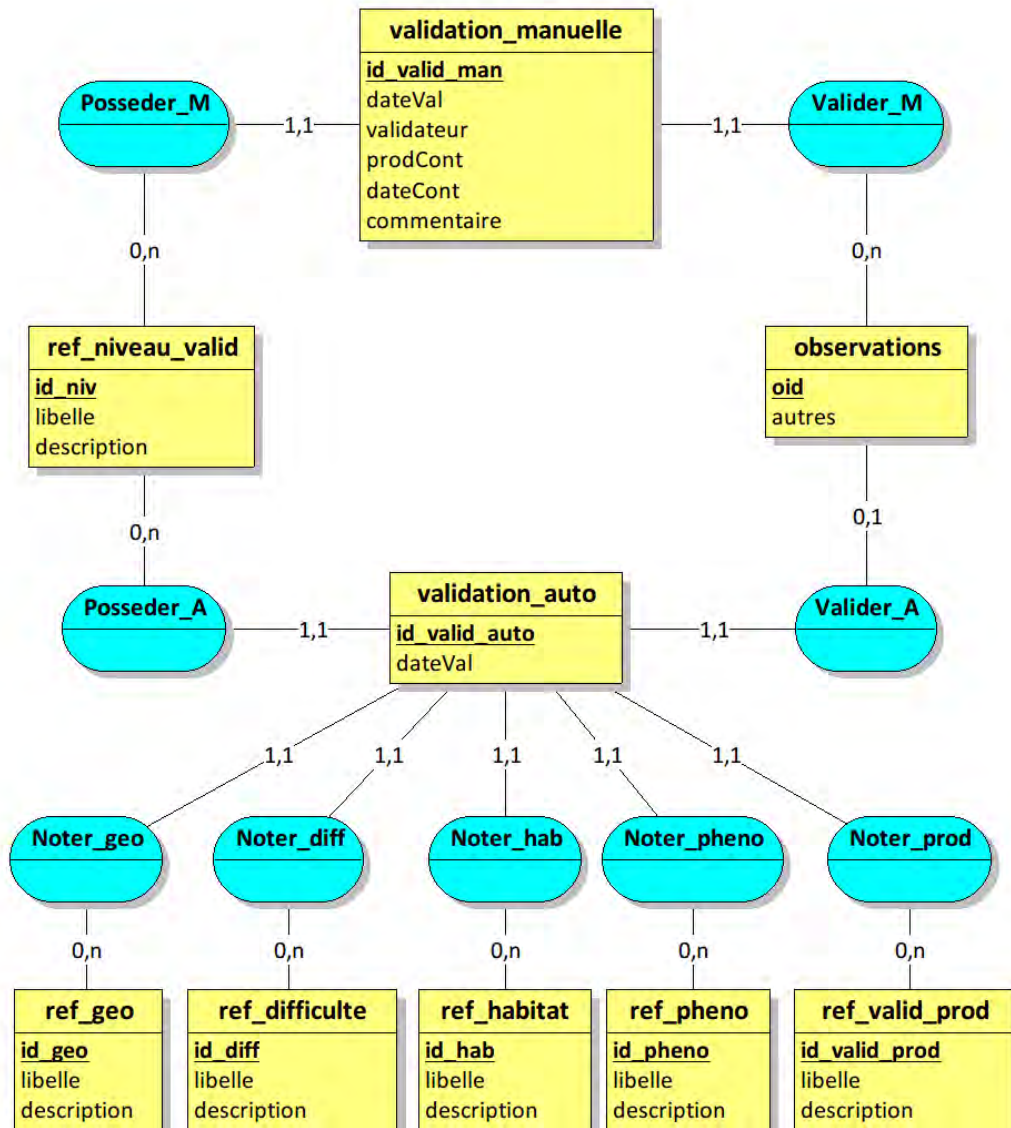 validation_manuelle
id_valid_man
dateVal
validateur
prodCont
dateCont
commentaire
Posseder_M
1,1
1,1
Valider_M
0,n
0,n
ref_niveau_valid
id_niv
libelle
description
observations
oid
autres
0,n
0,1
Posseder_A
1,1
validation_auto
id_valid_auto
dateVal
1,1
Valider_A
1,1
1,1
1,1
1,1
1,1
Noter_geo
Noter_diff
Noter_hab
Noter_pheno
Noter_prod
0,n
0,n
0,n
0,n
0,n
ref_geo
id_geo
libelle
description
ref_difficulte
id_diff
libelle
description
ref_habitat
id_hab
libelle
description
ref_pheno
id_pheno
libelle
description
ref_valid_prod
id_valid_prod
libelle
description